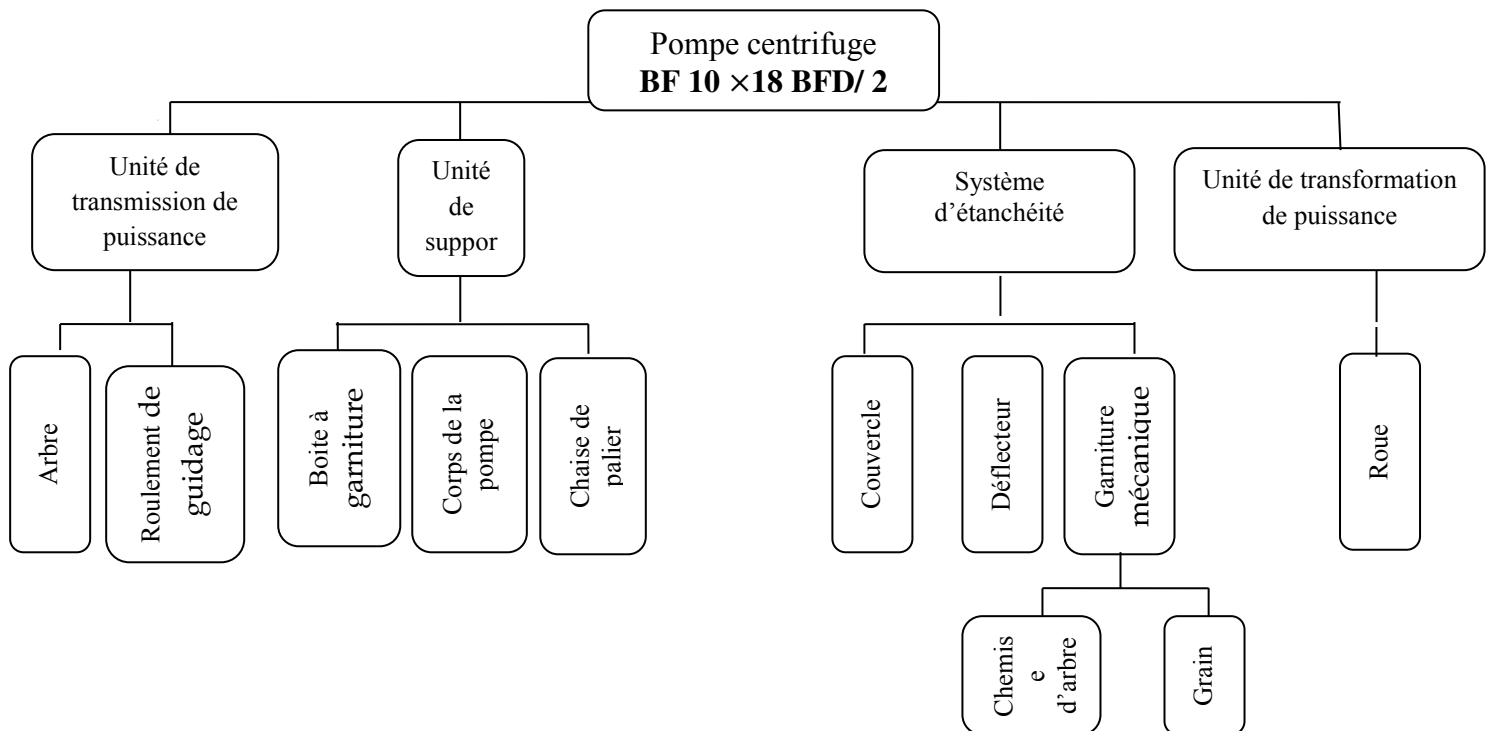 Pompe centrifuge
BF 10 ×18 BFD/ 2
Unité de
transmission de
puissance
Unité
de
suppor
Système
d’étanchéité
Unité de transformation
de puissance
Arbre
Roulement de
guidage
Boite à
garniture
Corps de la
pompe
Chaise de
palier
Couvercle
Déflecteur
Garniture
mécanique
Roue
Chemis
e
d’arbre
Grain